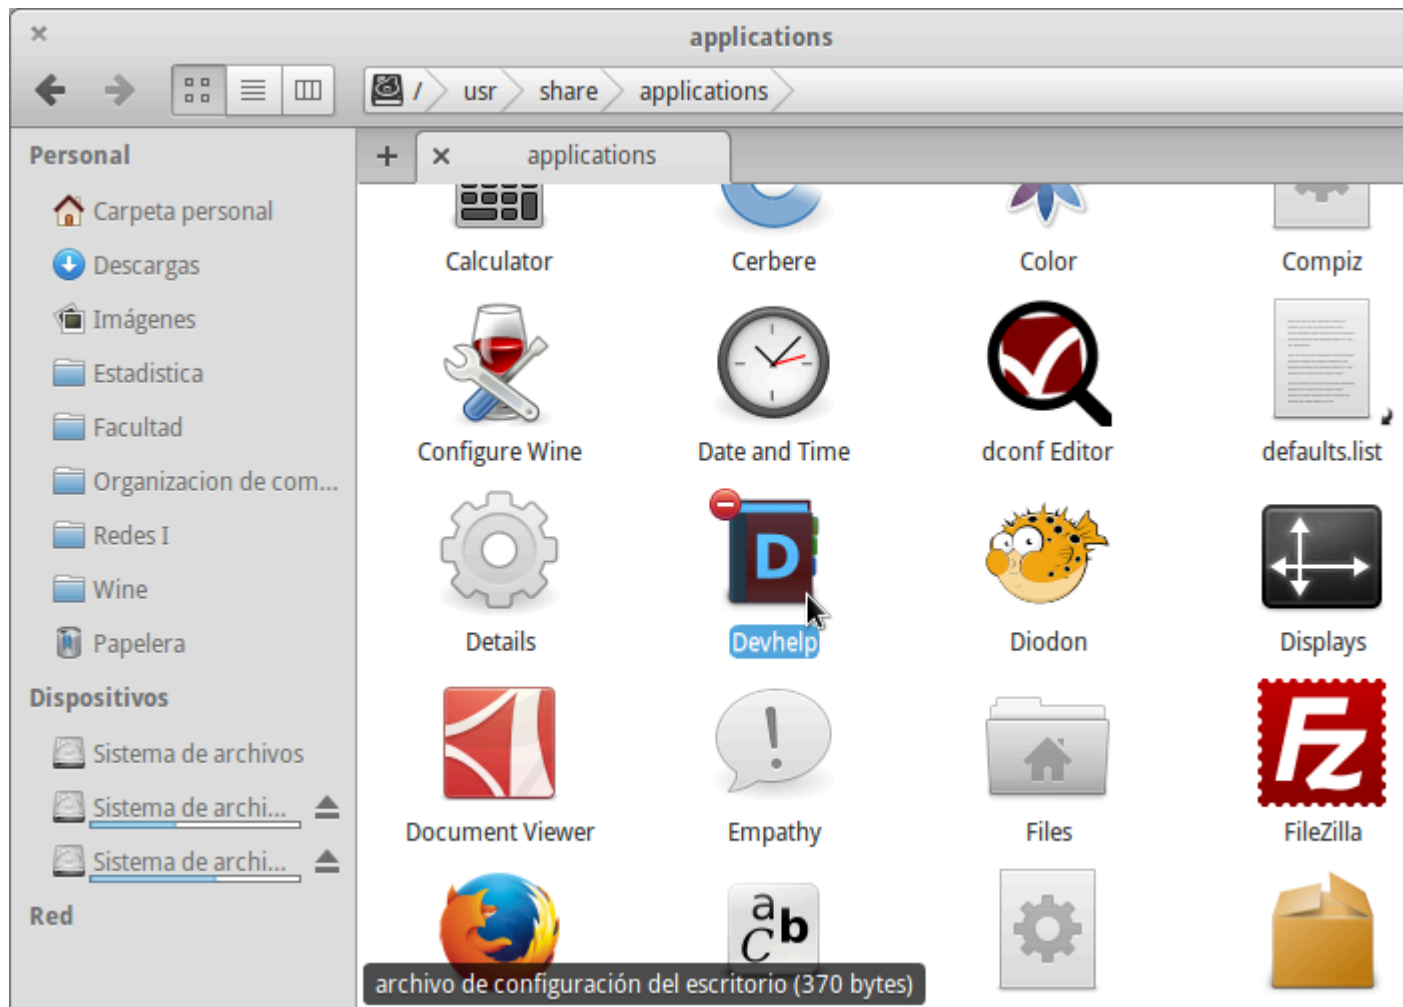 applications
/ usr share applications
Personal
Carpeta personal
Descargas
Imágenes
Estadistica
Facultad
Organizacion de com...
Redes I
Wine
Papelera
Dispositivos
Sistema de archivos
Sistema de archi...
Sistema de archi...
Red
applications
Calculator Cerbere Color Compiz
Configure Wine Date and Time dconf Editor defaults.list
D
Details Devhelp Diodon Displays
Fz
Document Viewer Empathy Files FileZilla
a b c
archivo de configuración del escritorio (370 bytes)